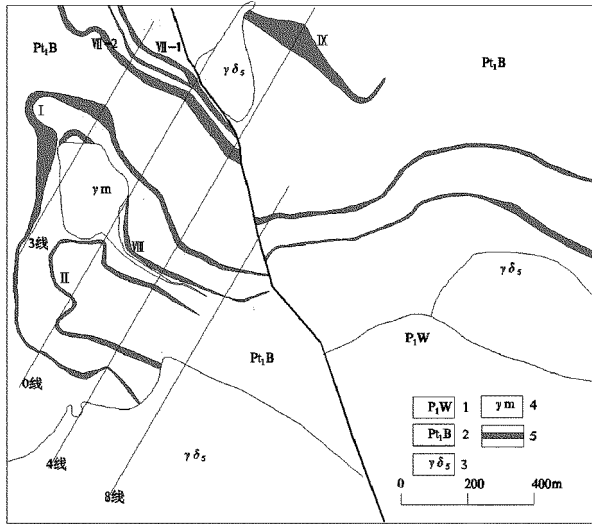 Pt₁B
Ⅶ-2
Ⅶ-1
Ⅸ
γδ₅
Pt₁B
Ⅰ
γm
3线
Ⅷ
Ⅱ
γδ₅
P₁W
Pt₁B
0线
P₁W 1
γm 4
Pt₁B 2
5
γδ₅ 3
4线
γδ₅
8线
0 200 400m